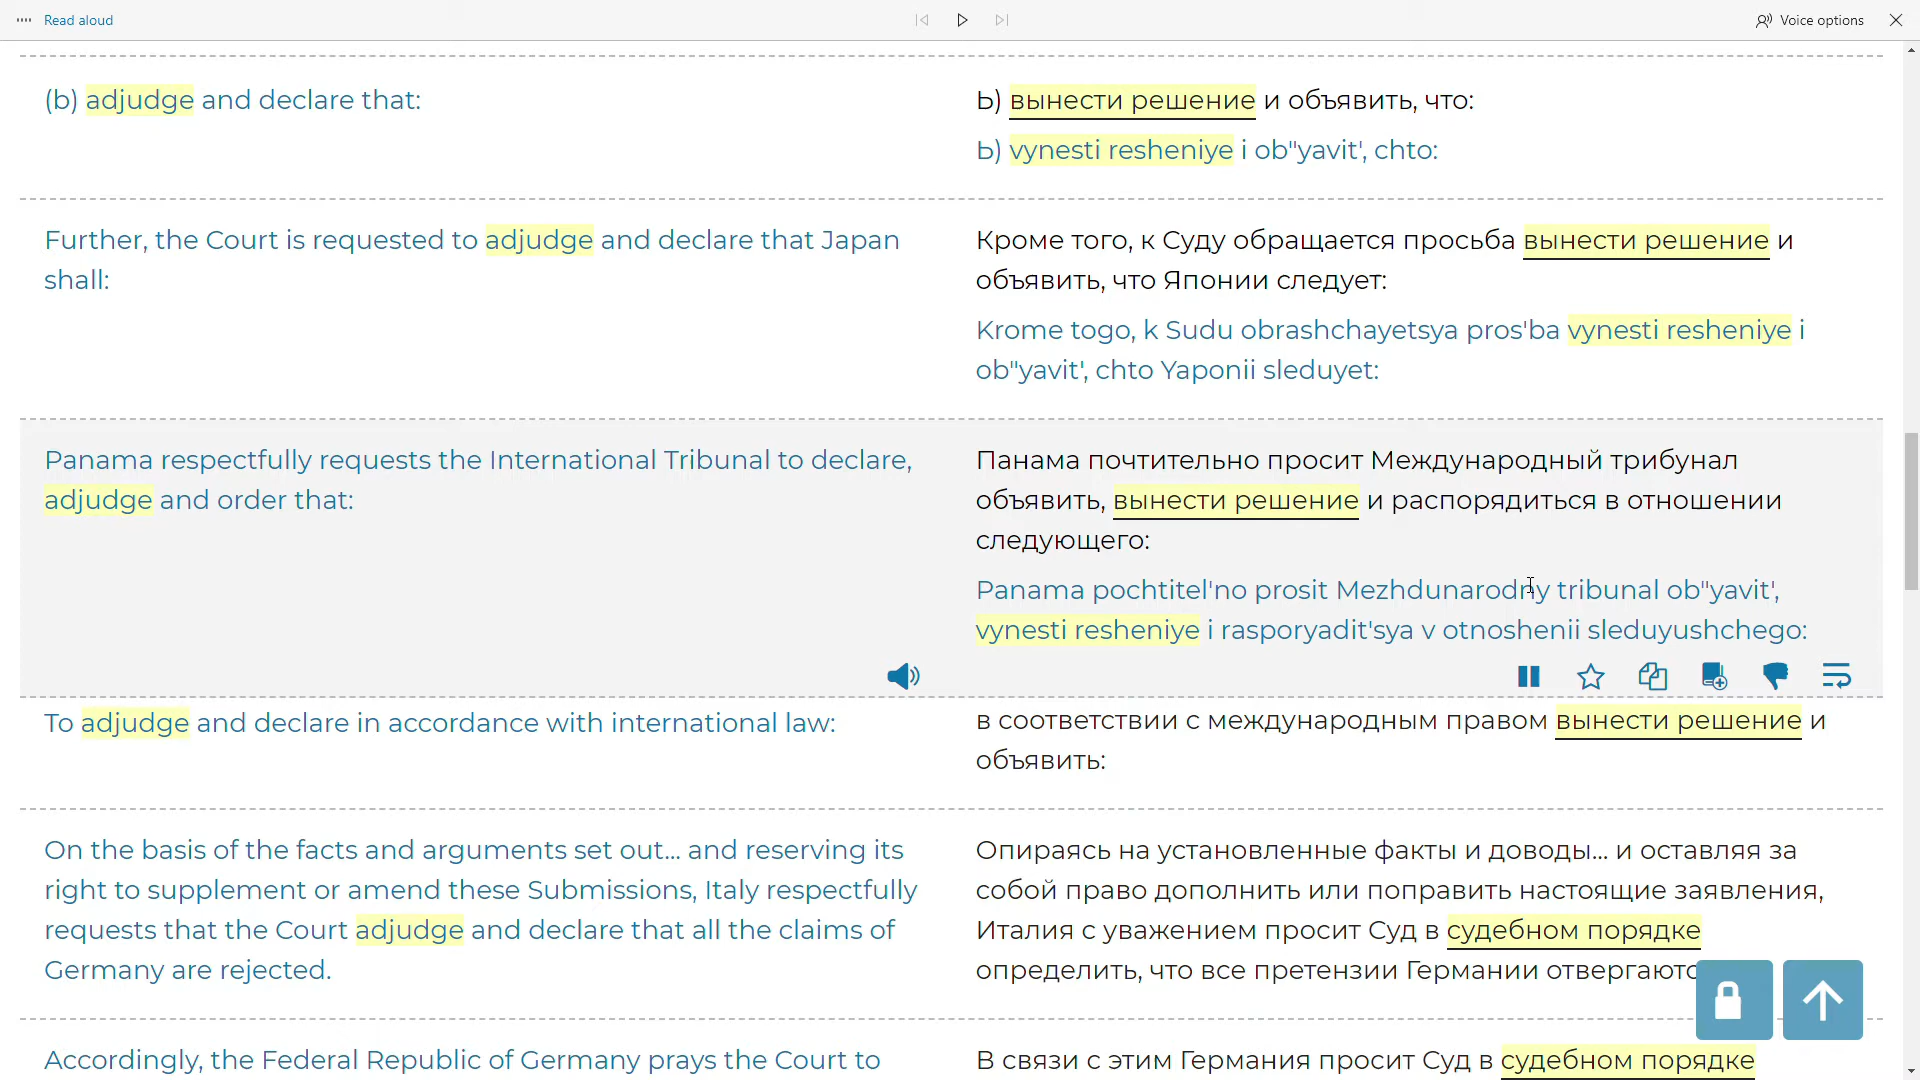 Read aloud
Voice options
(b) adjudge and declare that:
Ь) вынести решение и объявить, что:
Ь) vynesti resheniye i ob"yavit', chto:
Further, the Court is requested to adjudge and declare that Japan
shall:
Кроме того, к Суду обращается просьба вынести решение и
объявить, что Японии следует:
Krome togo, k Sudu obrashchayetsya pros'ba vynesti resheniye i
ob"yavit', chto Yaponii sleduyet:
Panama respectfully requests the International Tribunal to declare,
adjudge and order that:
Панама почтительно просит Международный трибунал
объявить, вынести решение и распорядиться в отношении
следующего:
Panama pochtitel'no prosit Mezhdunarodny tribunal ob"yavit',
vynesti resheniye i rasporyadit'sya v otnoshenii sleduyushchego:
To adjudge and declare in accordance with international law:
в соответствии с международным правом вынести решение и
объявить:
On the basis of the facts and arguments set out... and reserving its
right to supplement or amend these Submissions, Italy respectfully
requests that the Court adjudge and declare that all the claims of
Germany are rejected.
Опираясь на установленные факты и доводы... и оставляя за
собой право дополнить или поправить настоящие заявления,
Италия с уважением просит Суд в судебном порядке
определить, что все претензии Германии
Accordingly, the Federal Republic of Germany prays the Court to
В связи с этим Германия просит Суд в судебном порядке